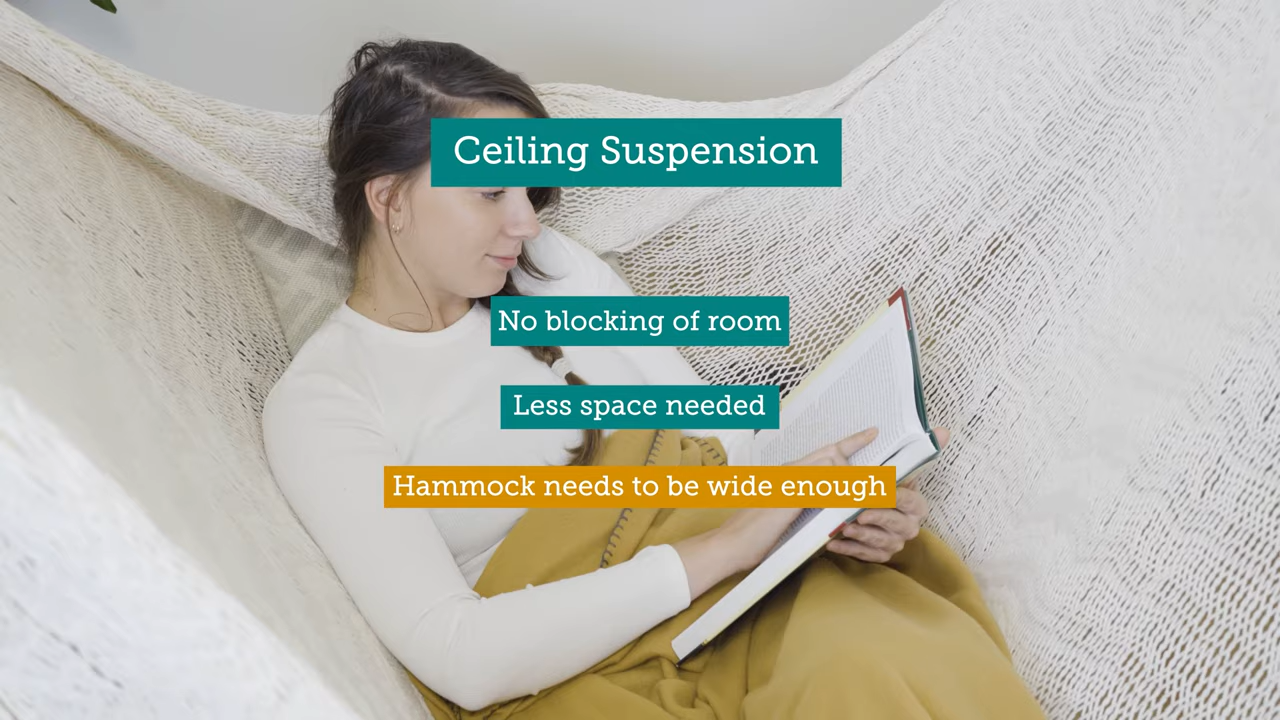 Ceiling Suspension
No blocking of room
Less space needed
Hammock needs to be wide enough